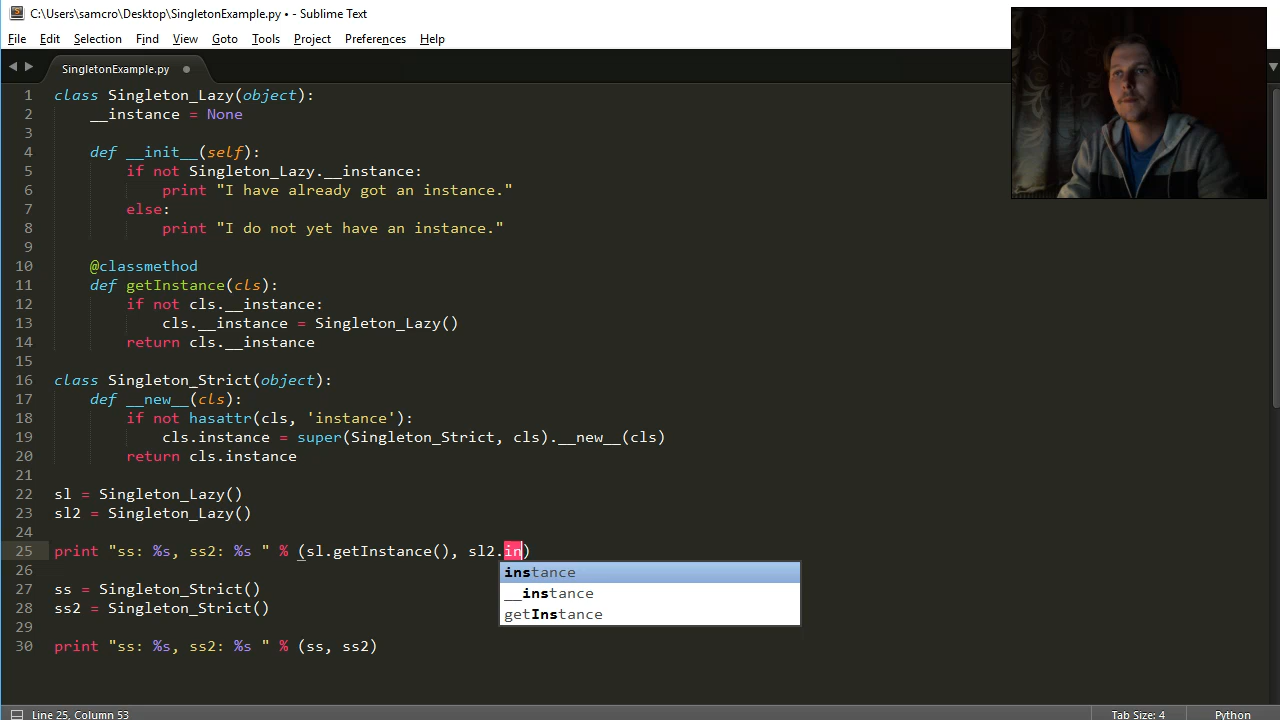 C:\Users\samcro\Desktop\SingletonExample.py • - Sublime Text
File Edit Selection Find View Goto Tools Project Preferences Help
SingletonExample.py
1 class Singleton_Lazy(object):
2     __instance = None
3
4     def __init__(self):
5         if not Singleton_Lazy.__instance:
6             print "I have already got an instance."
7         else:
8             print "I do not yet have an instance."
9
10     @classmethod
11     def getInstance(cls):
12         if not cls.__instance:
13             cls.__instance = Singleton_Lazy()
14         return cls.__instance
15
16 class Singleton_Strict(object):
17     def __new__(cls):
18         if not hasattr(cls, 'instance'):
19             cls.instance = super(Singleton_Strict, cls).__new__(cls)
20         return cls.instance
21
22 sl = Singleton_Lazy()
23 sl2 = Singleton_Lazy()
24
25 print "ss: %s, ss2: %s " % (sl.getInstance(), sl2.in)
instance
__instance
getInstance
26
27 ss = Singleton_Strict()
28 ss2 = Singleton_Strict()
29
30 print "ss: %s, ss2: %s " % (ss, ss2)
Line 25, Column 53 Tab Size: 4 Python